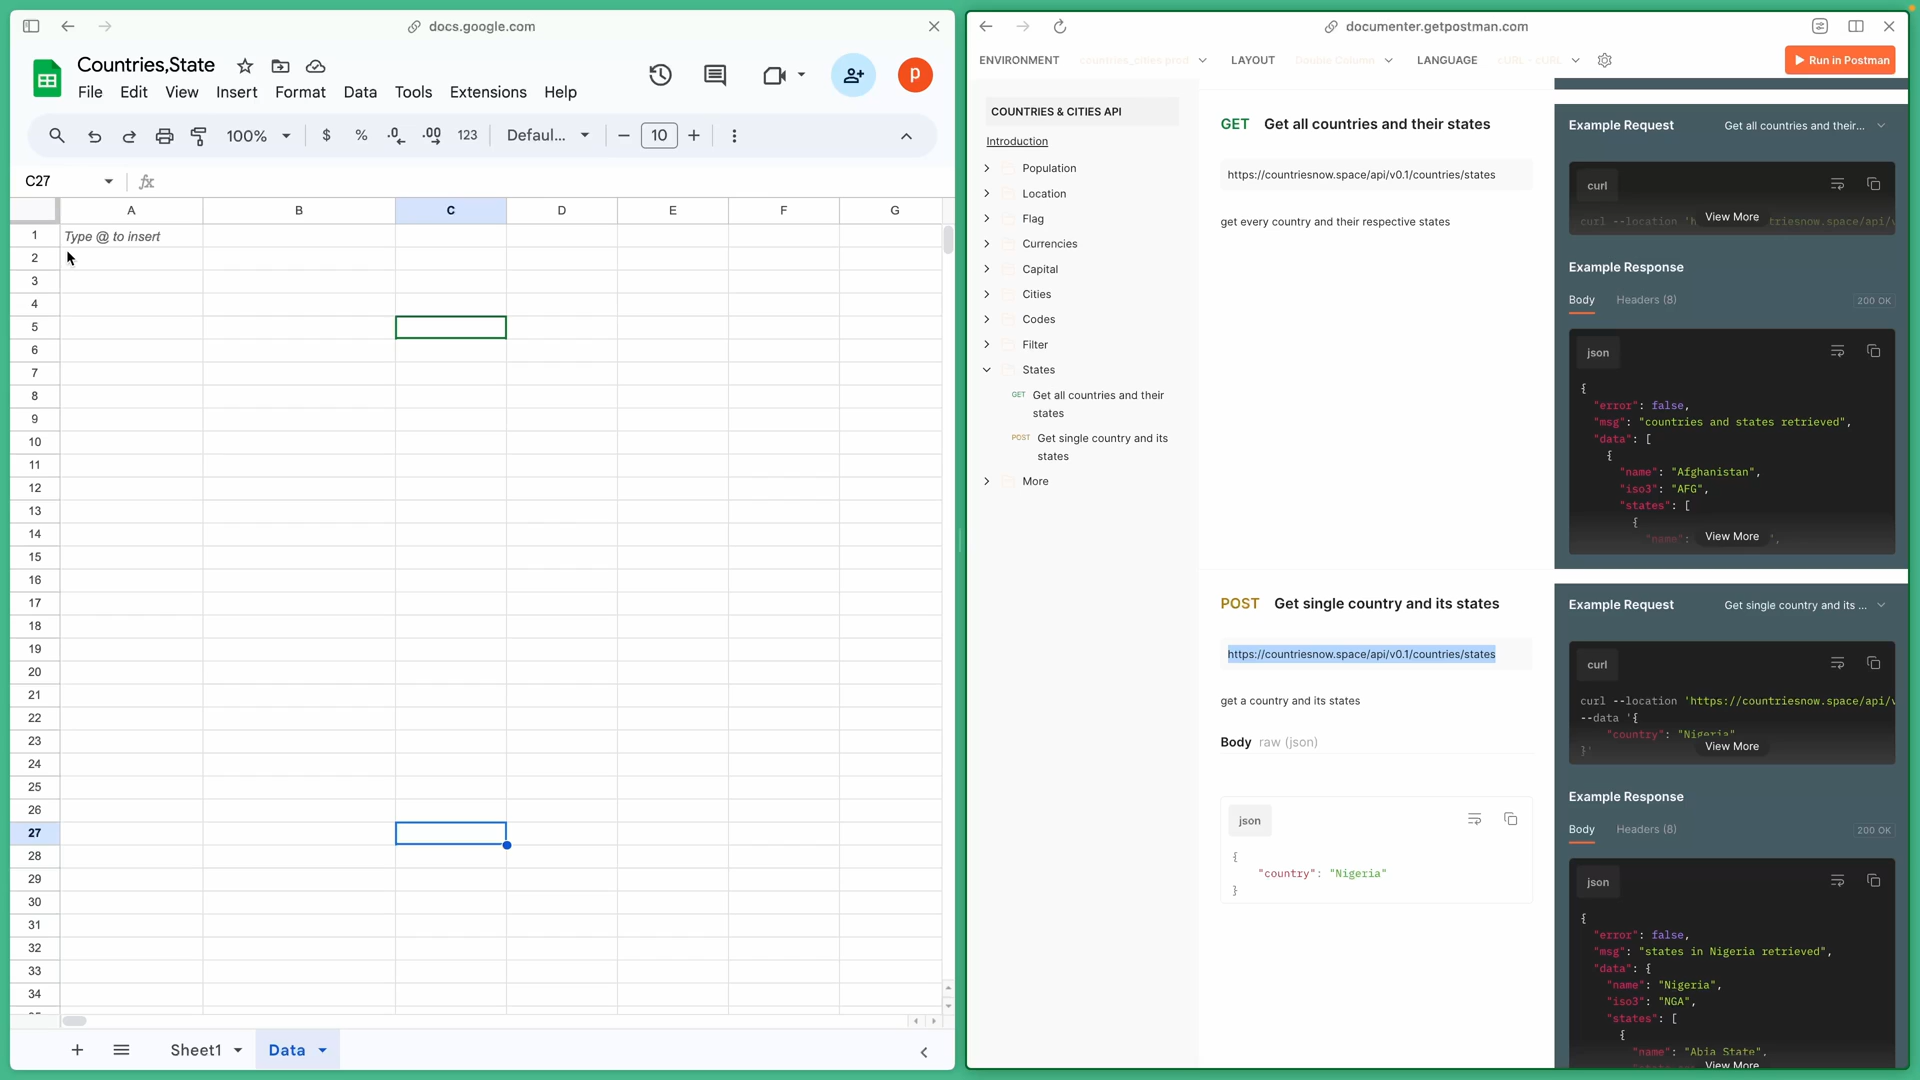 docs.google.com
Countries,State
File Edit View Insert Format Data Tools Extensions Help
p
100% $ % .0 .00 123 Defaul... 10
C27 fx
A B C D E F G
1 Type @ to insert
2
3
4
5
6
7
8
9
10
11
12
13
14
15
16
17
18
19
20
21
22
23
24
25
26
27
28
29
30
31
32
33
34
Sheet1 Data
documenter.getpostman.com
ENVIRONMENT countries_cities prod LAYOUT Double Column LANGUAGE cURL - cURL Run in Postman
COUNTRIES & CITIES API
Introduction
Population
Location
Flag
Currencies
Capital
Cities
Codes
Filter
States
GET Get all countries and their
states
POST Get single country and its
states
More
GET Get all countries and their states
https://countriesnow.space/api/v0.1/countries/states
get every country and their respective states
POST Get single country and its states
https://countriesnow.space/api/v0.1/countries/states
get a country and its states
Body raw (json)
json
{
"country": "Nigeria"
}
Example Request Get all countries and their...
curl
View More
curl --location
Example Response
Body Headers (8) 200 OK
json
{
"error": false,
"msg": "countries and states retrieved",
"data": [
{
"name": "Afghanistan",
"iso3": "AFG",
"states": [
{
"name":
View More
Example Request Get single country and its ...
curl
curl --location 'https://countriesnow.space/api/v
--data '{
"country": "Nigeria"
}'
View More
Example Response
Body Headers (8) 200 OK
json
{
"error": false,
"msg": "states in Nigeria retrieved",
"data": {
"name": "Nigeria",
"iso3": "NGA",
"states": [
{
"name": "Abia State",
View More